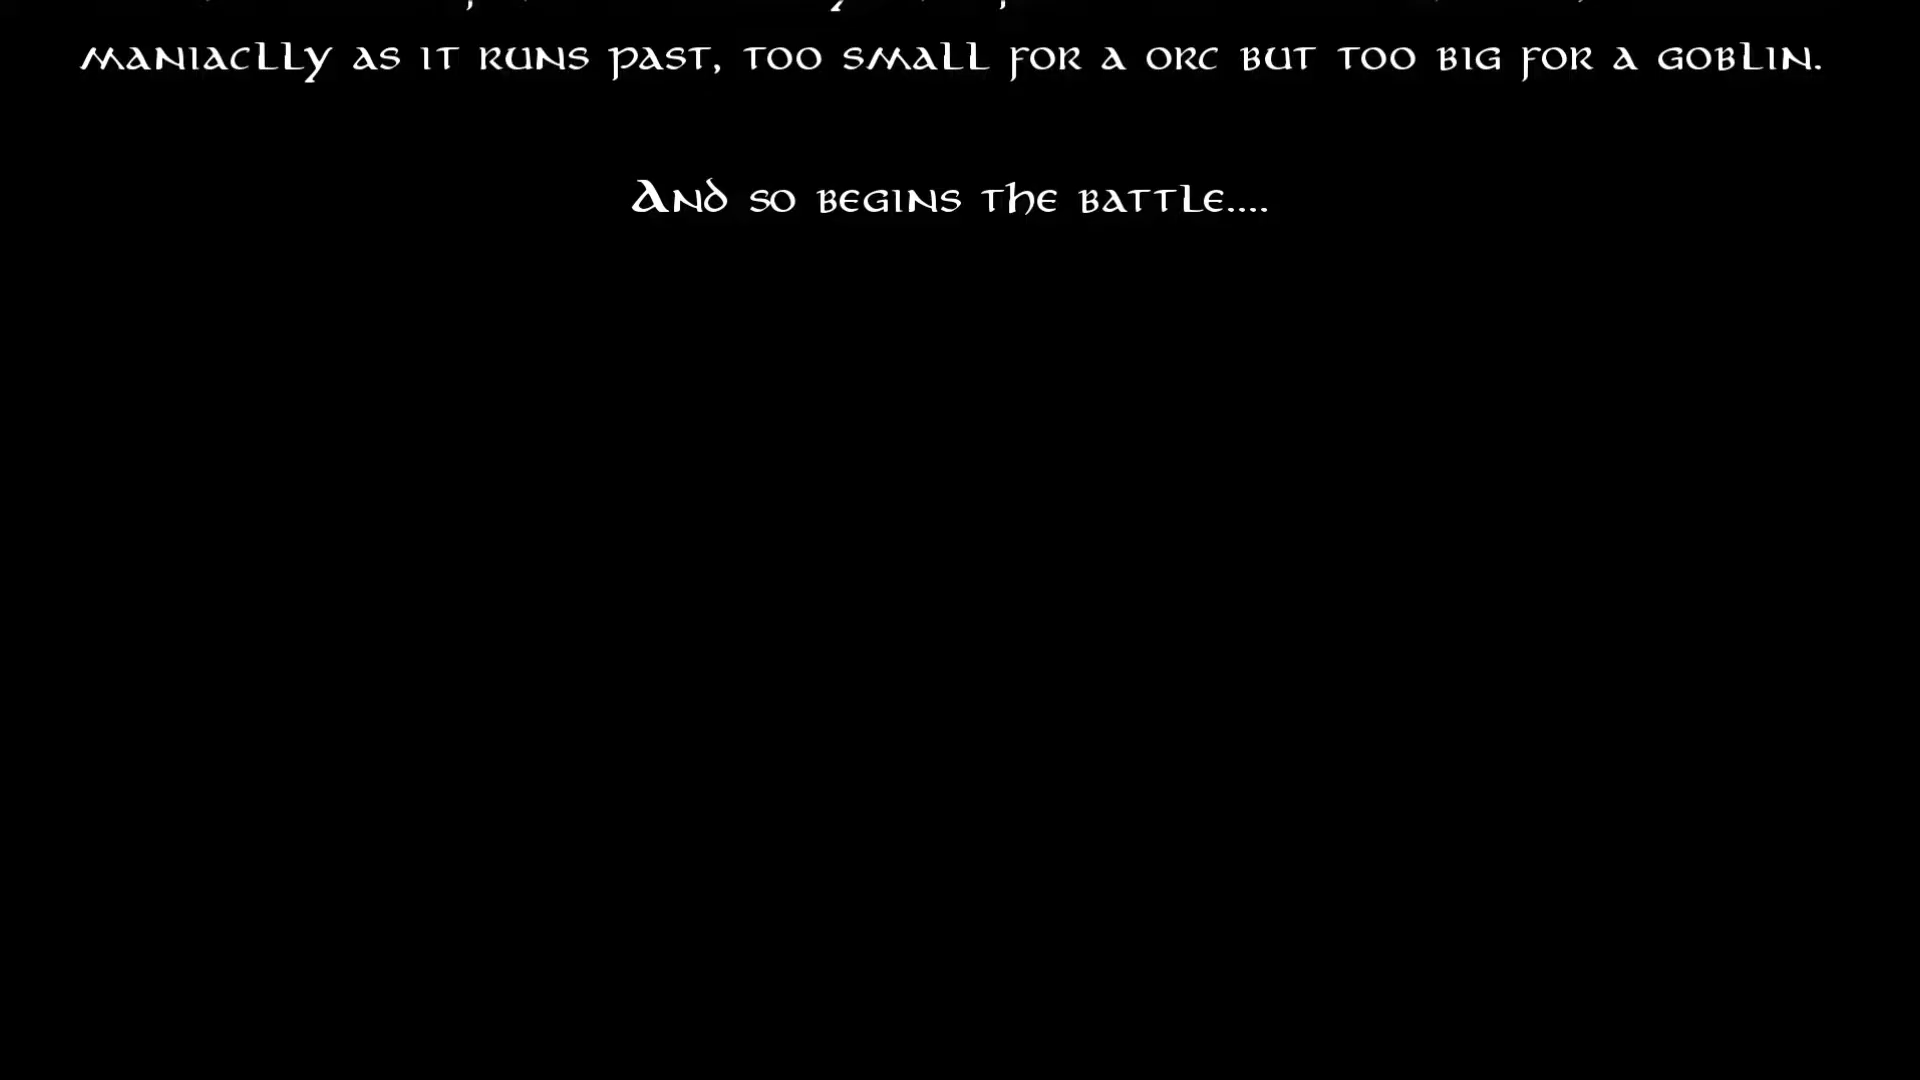 maniaclly as it runs past, too small for a orc but too big for a goblin.
And so begins the battle....